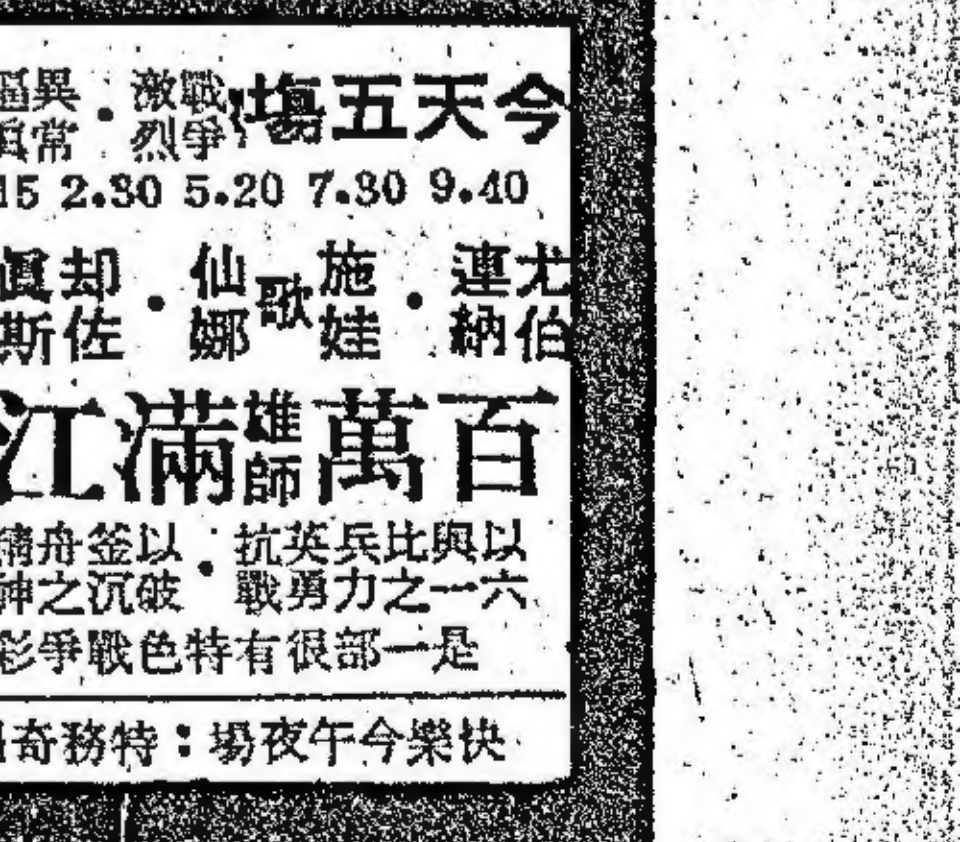 今天五塲 戰爭激烈・異常
15 2.30 5.20 7.30 9.40
尤伯連納・施娃歌仙娜・却佐眞斯
百萬雄師滿江
以六與一比之兵力英勇抗戰・以破釜沉舟之精神
是一部很有特色戰爭彩
快樂今午夜場：特務奇